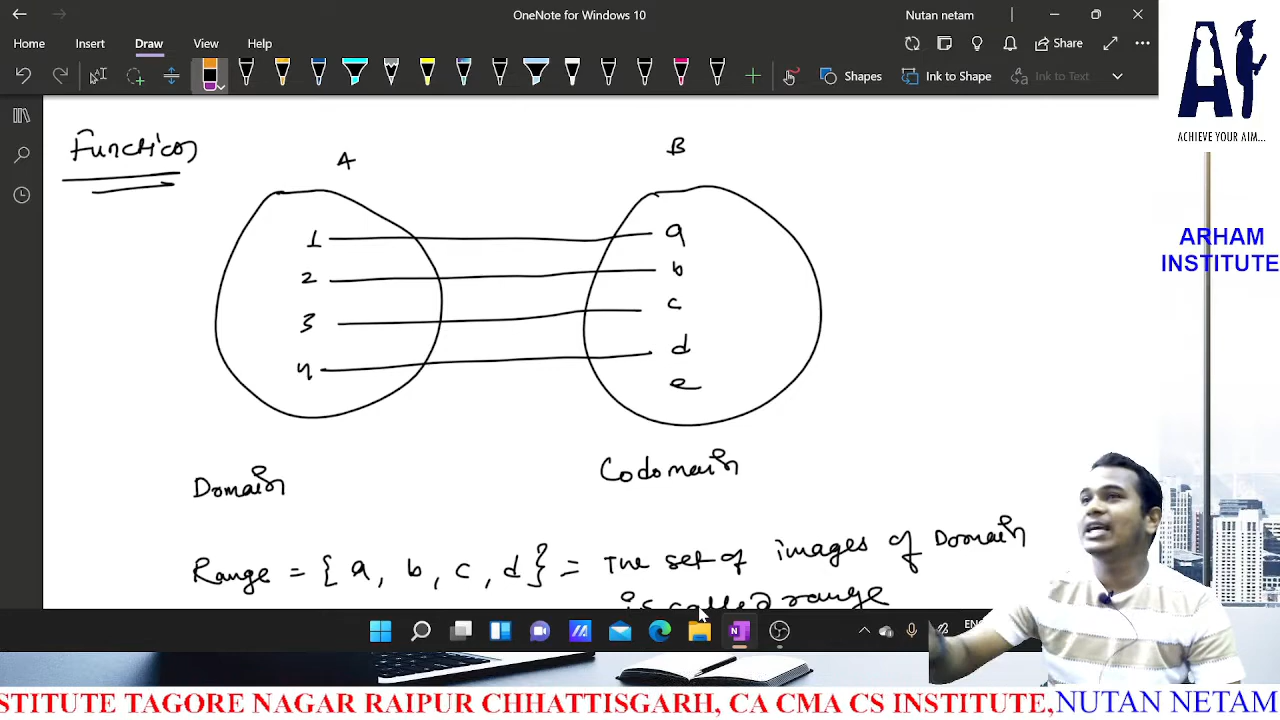 OneNote for Windows 10
Nutan netam
Home Insert Draw View Help
Share
Shapes Ink to Shape Ink to Text
Function
A
B
1 a
2 b
3 c
4 d
e
Domain
Codomain
Range = { a, b, c, d } = The set of images of Domain
is called range
EN
ACHIEVE YOUR AIM...
ARHAM
INSTITUTE
STITUTE TAGORE NAGAR RAIPUR CHHATTISGARH, CA CMA CS INSTITUTE, NUTAN NETAM